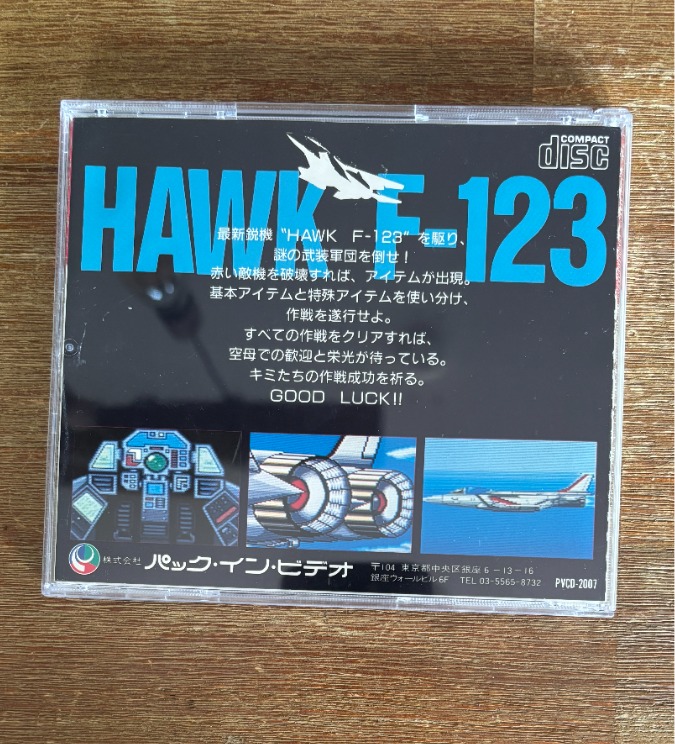 COMPACT
disc
HAWK F-123
最新鋭機 “HAWK F-123” を駆り、
謎の武装軍団を倒せ！
赤い敵機を破壊すれば、アイテムが出現。
基本アイテムと特殊アイテムを使い分け、
作戦を遂行せよ。
すべての作戦をクリアすれば、
空母での歓迎と栄光が待っている。
キミたちの作戦成功を祈る。
GOOD LUCK!!
株式会社 パック・イン・ビデオ
〒104 東京都中央区銀座 6-13-16
銀座ウォールビル6F TEL 03-5565-8732
PVCD-2007